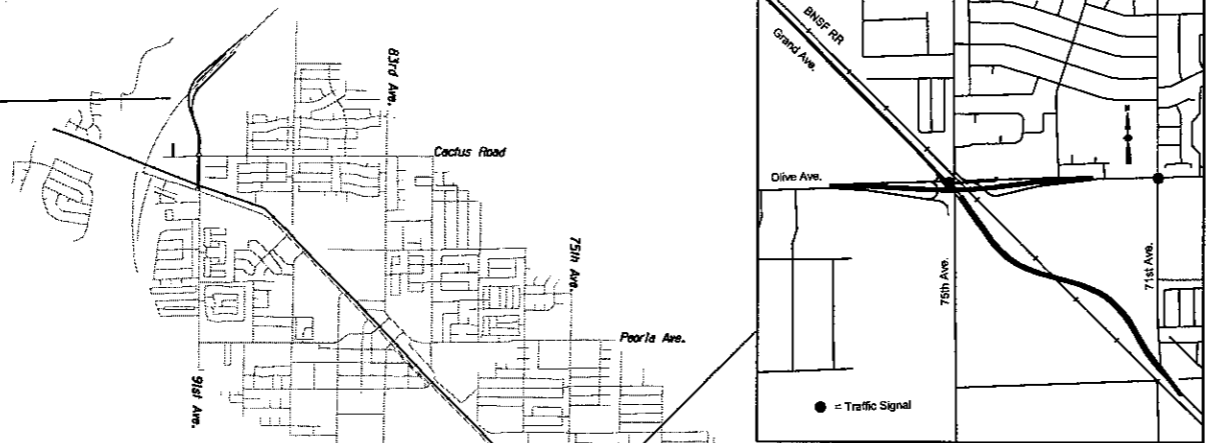 83rd Ave.
Cactus Road
75th Ave.
Peoria Ave.
91st Ave.
BNSF RR
Grand Ave.
Olive Ave.
75th Ave.
71st Ave.
= Traffic Signal